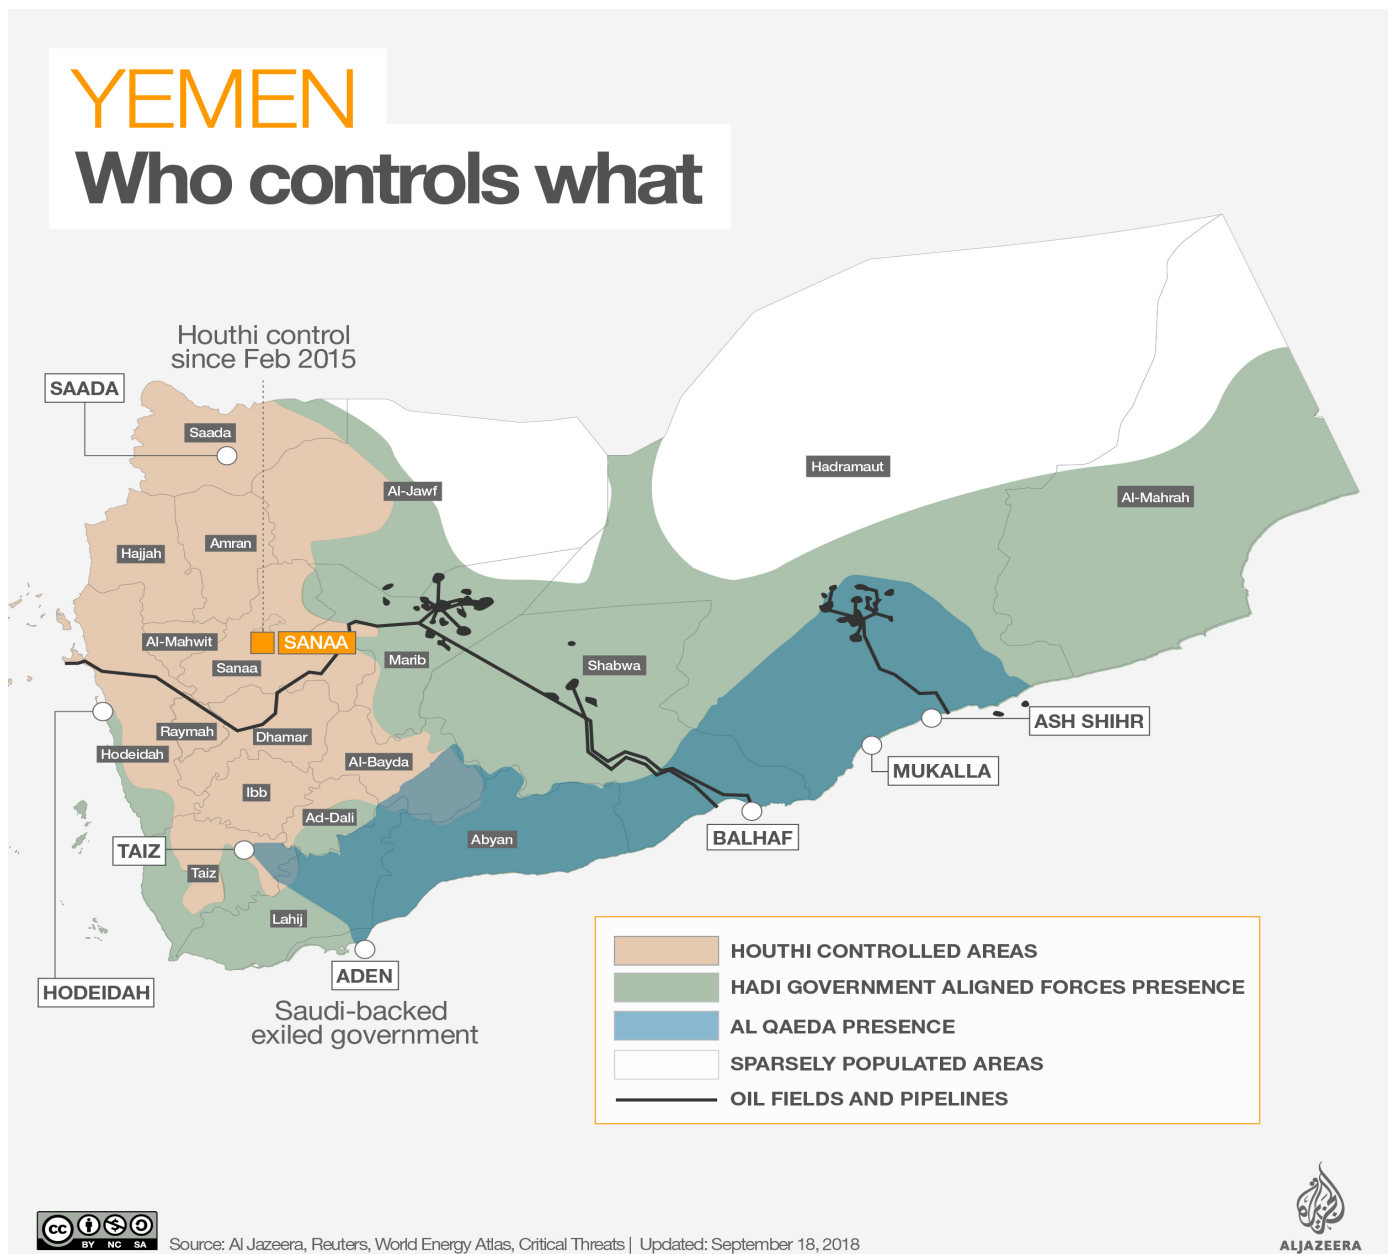 YEMEN
Who controls what
Houthi control
since Feb 2015
SAADA
Saada
Hadramaut
Al-Jawf
Al-Mahrah
Amran
Hajjah
Al-Mahwit
SANAA
Sanaa
Marib
Shabwa
ASH SHIHR
Raymah
Dhamar
Hodeidah
Al-Bayda
MUKALLA
Ibb
Ad-Dali
BALHAF
Abyan
TAIZ
Taiz
Lahij
ADEN
HODEIDAH
Saudi-backed
exiled government
HOUTHI CONTROLLED AREAS
HADI GOVERNMENT ALIGNED FORCES PRESENCE
AL QAEDA PRESENCE
SPARSELY POPULATED AREAS
OIL FIELDS AND PIPELINES
cc BY NC SA
Source: Al Jazeera, Reuters, World Energy Atlas, Critical Threats | Updated: September 18, 2018
ALJAZEERA